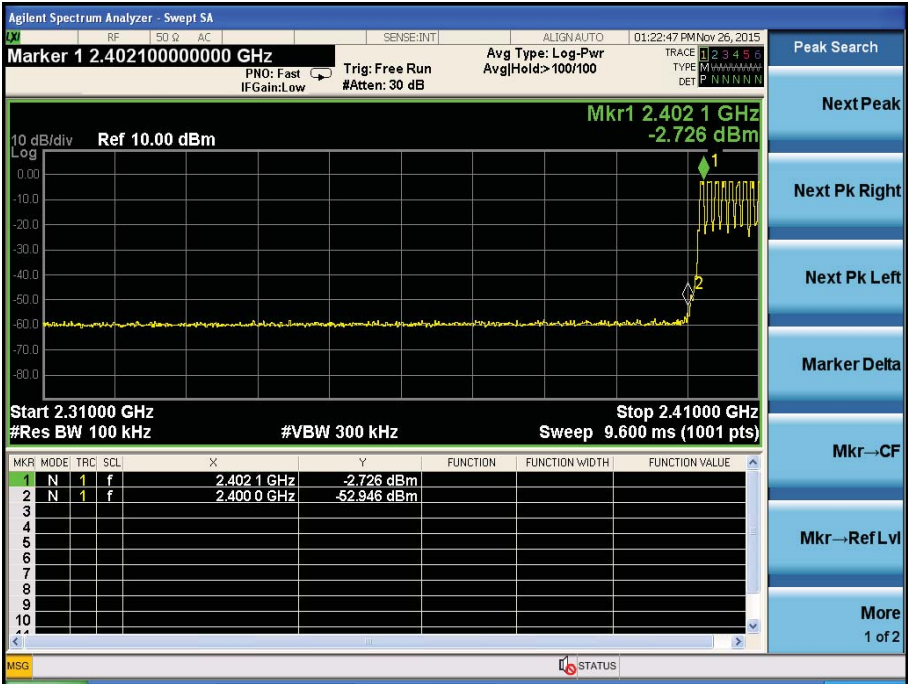 Agilent Spectrum Analyzer - Swept SA
LXI RF 50 Ω AC SENSE:INT ALIGN AUTO 01:22:47 PM Nov 26, 2015
Marker 1 2.402100000000 GHz
PNO: Fast
IFGain:Low
Trig: Free Run
#Atten: 30 dB
Avg Type: Log-Pwr
Avg|Hold:>100/100
TRACE 1 2 3 4 5 6
TYPE MWWWWW
DET P N N N N N
Peak Search
Next Peak
Next Pk Right
Next Pk Left
Marker Delta
Mkr→CF
Mkr→Ref Lvl
More
1 of 2
Mkr1 2.402 1 GHz
-2.726 dBm
10 dB/div Ref 10.00 dBm
Log
0.00
-10.0
-20.0
-30.0
-40.0
-50.0
-60.0
-70.0
-80.0
1
2
Start 2.31000 GHz Stop 2.41000 GHz
#Res BW 100 kHz #VBW 300 kHz Sweep 9.600 ms (1001 pts)
MKR MODE TRC SCL X Y FUNCTION FUNCTION WIDTH FUNCTION VALUE
1 N 1 f 2.402 1 GHz -2.726 dBm
2 N 1 f 2.400 0 GHz -52.946 dBm
3
4
5
6
7
8
9
10
11
MSG STATUS